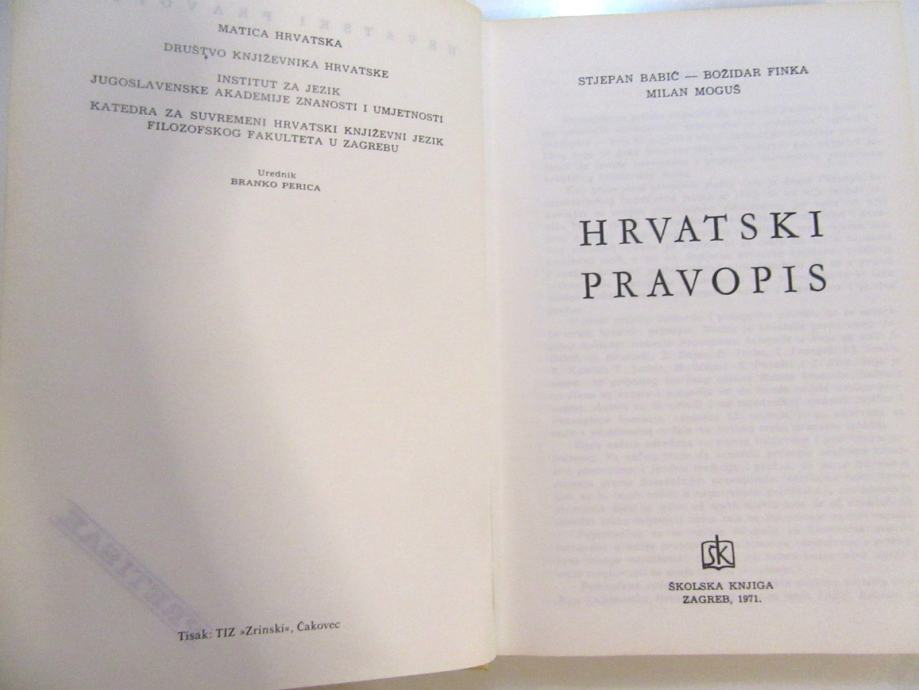 MATICA HRVATSKA
DRUŠTVO KNJIŽEVNIKA HRVATSKE
INSTITUT ZA JEZIK
JUGOSLAVENSKE AKADEMIJE ZNANOSTI I UMJETNOSTI
KATEDRA ZA SUVREMENI HRVATSKI KNJIŽEVNI JEZIK
FILOZOFSKOG FAKULTETA U ZAGREBU
Urednik
BRANKO PERICA
Tisak: TIZ »Zrinski«, Čakovec
STJEPAN BABIĆ — BOŽIDAR FINKA
MILAN MOGUŠ
HRVATSKI
PRAVOPIS
ŠK
ŠKOLSKA KNJIGA
ZAGREB, 1971.